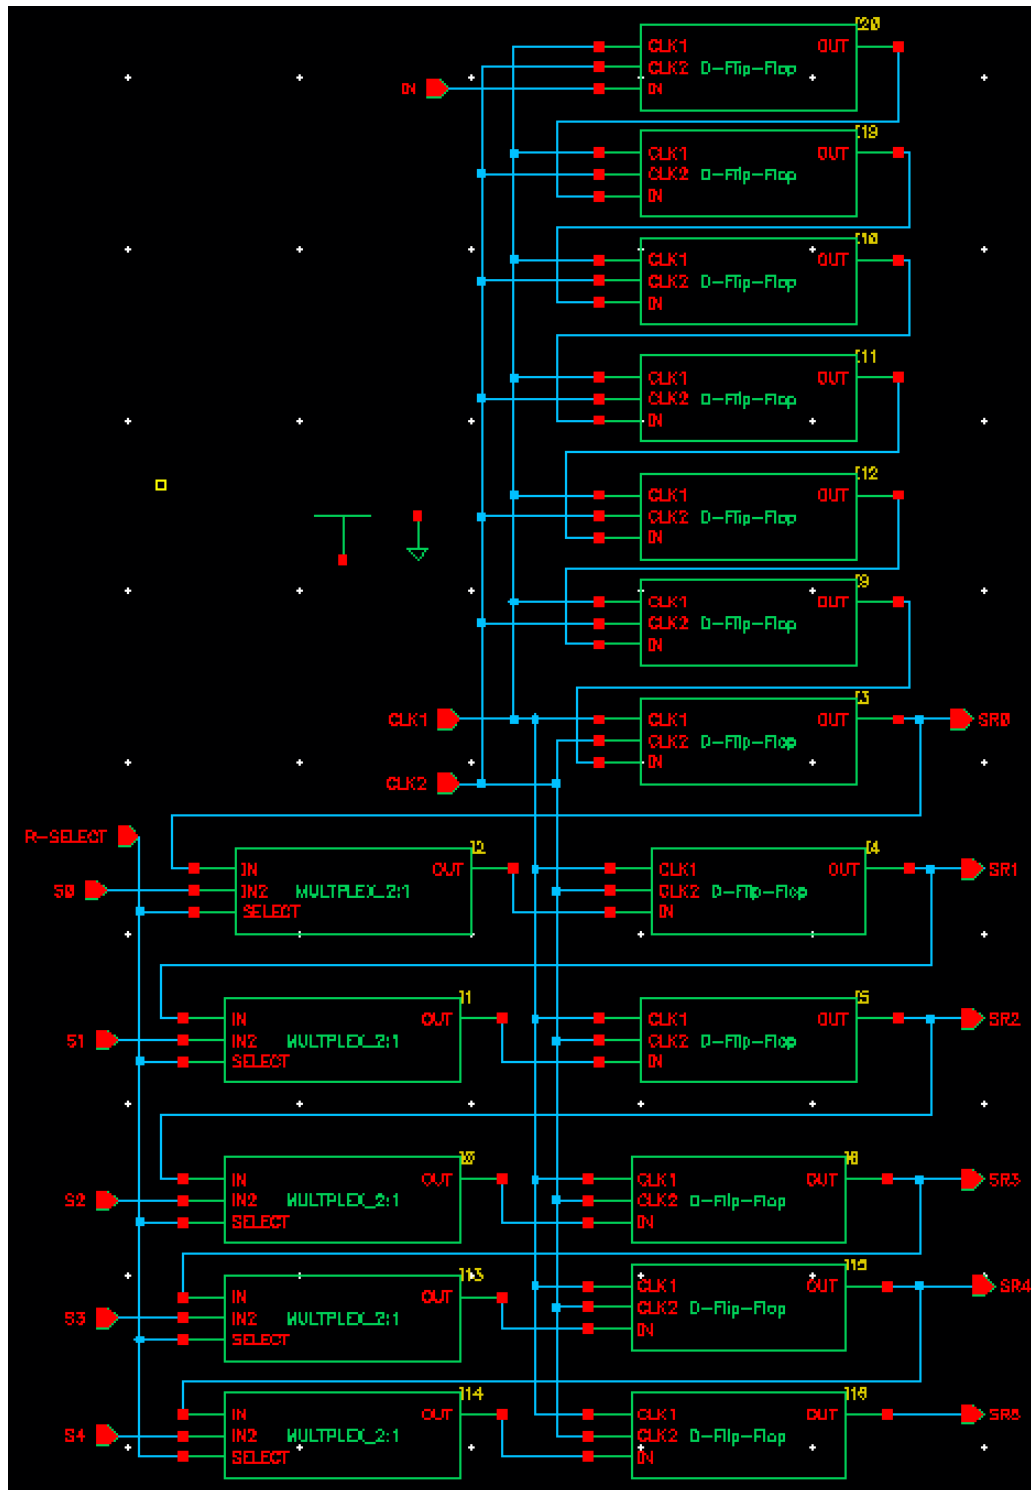 I20
CLK1 OUT
CLK2 D-Flip-Flop
IN IN
I19
CLK1 OUT
CLK2 D-Flip-Flop
IN
I10
CLK1 OUT
CLK2 D-Flip-Flop
IN
I11
CLK1 OUT
CLK2 D-Flip-Flop
IN
I12
CLK1 OUT
CLK2 D-Flip-Flop
IN
I9
CLK1 OUT
CLK2 D-Flip-Flop
IN
I3
CLK1 CLK1 OUT SR0
CLK2 D-Flip-Flop
IN
CLK2
R-SELECT
I2 I4
IN OUT CLK1 OUT SR1
S0 IN2 MULTPLEX_2:1 CLK2 D-Flip-Flop
SELECT IN
I1 I5
IN OUT CLK1 OUT SR2
S1 IN2 MULTPLEX_2:1 CLK2 D-Flip-Flop
SELECT IN
I0 I6
IN OUT CLK1 OUT SR3
S2 IN2 MULTPLEX_2:1 CLK2 D-Flip-Flop
SELECT IN
I13 I15
IN OUT CLK1 OUT SR4
S3 IN2 MULTPLEX_2:1 CLK2 D-Flip-Flop
SELECT IN
I14 I16
IN OUT CLK1 OUT SR5
S4 IN2 MULTPLEX_2:1 CLK2 D-Flip-Flop
SELECT IN